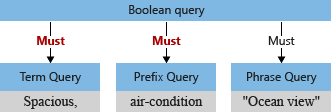 Boolean query
Must Must Must
Term Query Prefix Query Phrase Query
Spacious, air-condition "Ocean view"